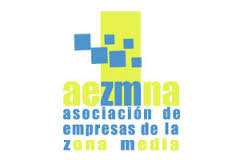 aezmna
asociación de
empresas de la
zona media